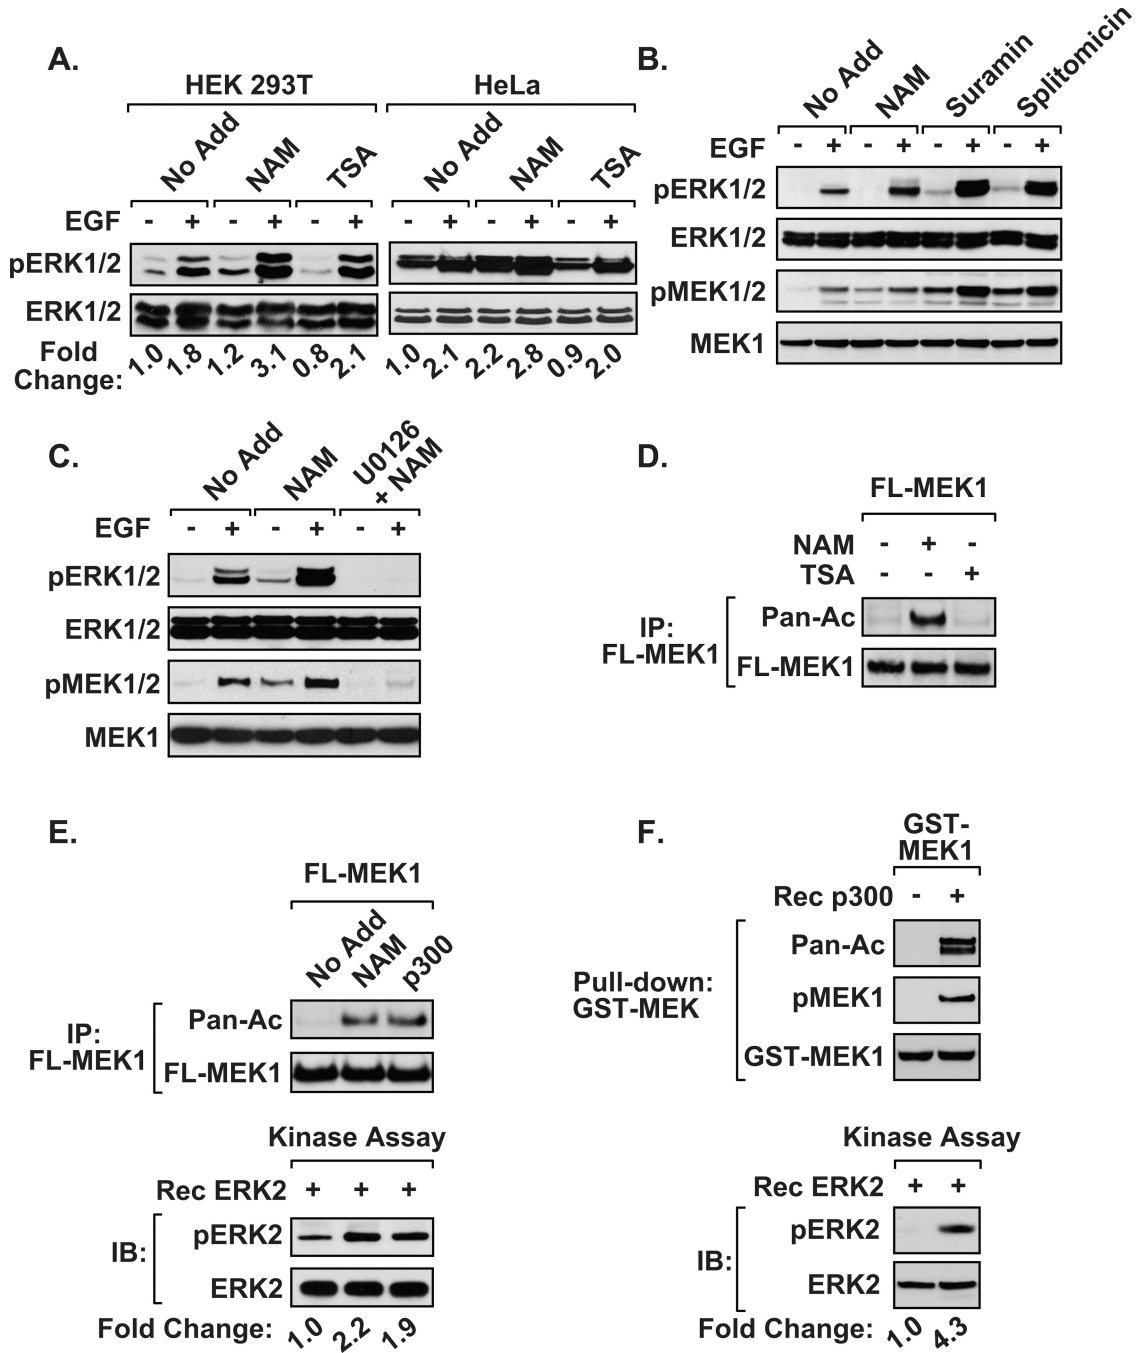 A.
HEK 293T
HeLa
No Add
NAM
TSA
No Add
NAM
TSA
EGF - + - + - + - + - + - +
pERK1/2
ERK1/2
Fold
Change:
1.0 1.8 1.2 3.1 0.8 2.1 1.0 2.1 2.2 2.8 0.9 2.0
B.
No Add
NAM
Suramin
Splitomicin
EGF - + - + - + - +
pERK1/2
ERK1/2
pMEK1/2
MEK1
C.
No Add
NAM
U0126
+ NAM
EGF - + - + - +
pERK1/2
ERK1/2
pMEK1/2
MEK1
D.
FL-MEK1
NAM - + -
TSA - - +
IP:
FL-MEK1
Pan-Ac
FL-MEK1
E.
FL-MEK1
No Add
NAM
p300
IP:
FL-MEK1
Pan-Ac
FL-MEK1
Kinase Assay
Rec ERK2 + + +
IB:
pERK2
ERK2
Fold Change: 1.0 2.2 1.9
F.
GST-
MEK1
Rec p300 - +
Pull-down:
GST-MEK
Pan-Ac
pMEK1
GST-MEK1
Kinase Assay
Rec ERK2 + +
IB:
pERK2
ERK2
Fold Change: 1.0 4.3